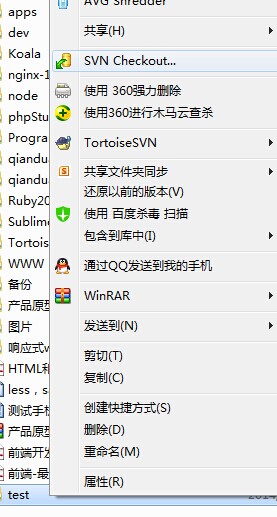 apps
dev
Koala
nginx-1
node
phpStu
Progra
qiandu
qiandu
Ruby20
Sublime
Tortois
WWW
备份
产品原型
图片
响应式w
HTML和
less，s
测试手机
产品原型
前端开发
前端-最
test
AVG Shredder
共享(H)
SVN Checkout...
使用 360强力删除
使用360进行木马云查杀
TortoiseSVN
共享文件夹同步
还原以前的版本(V)
使用 百度杀毒 扫描
包含到库中(I)
通过QQ发送到我的手机
WinRAR
发送到(N)
剪切(T)
复制(C)
创建快捷方式(S)
删除(D)
重命名(M)
属性(R)